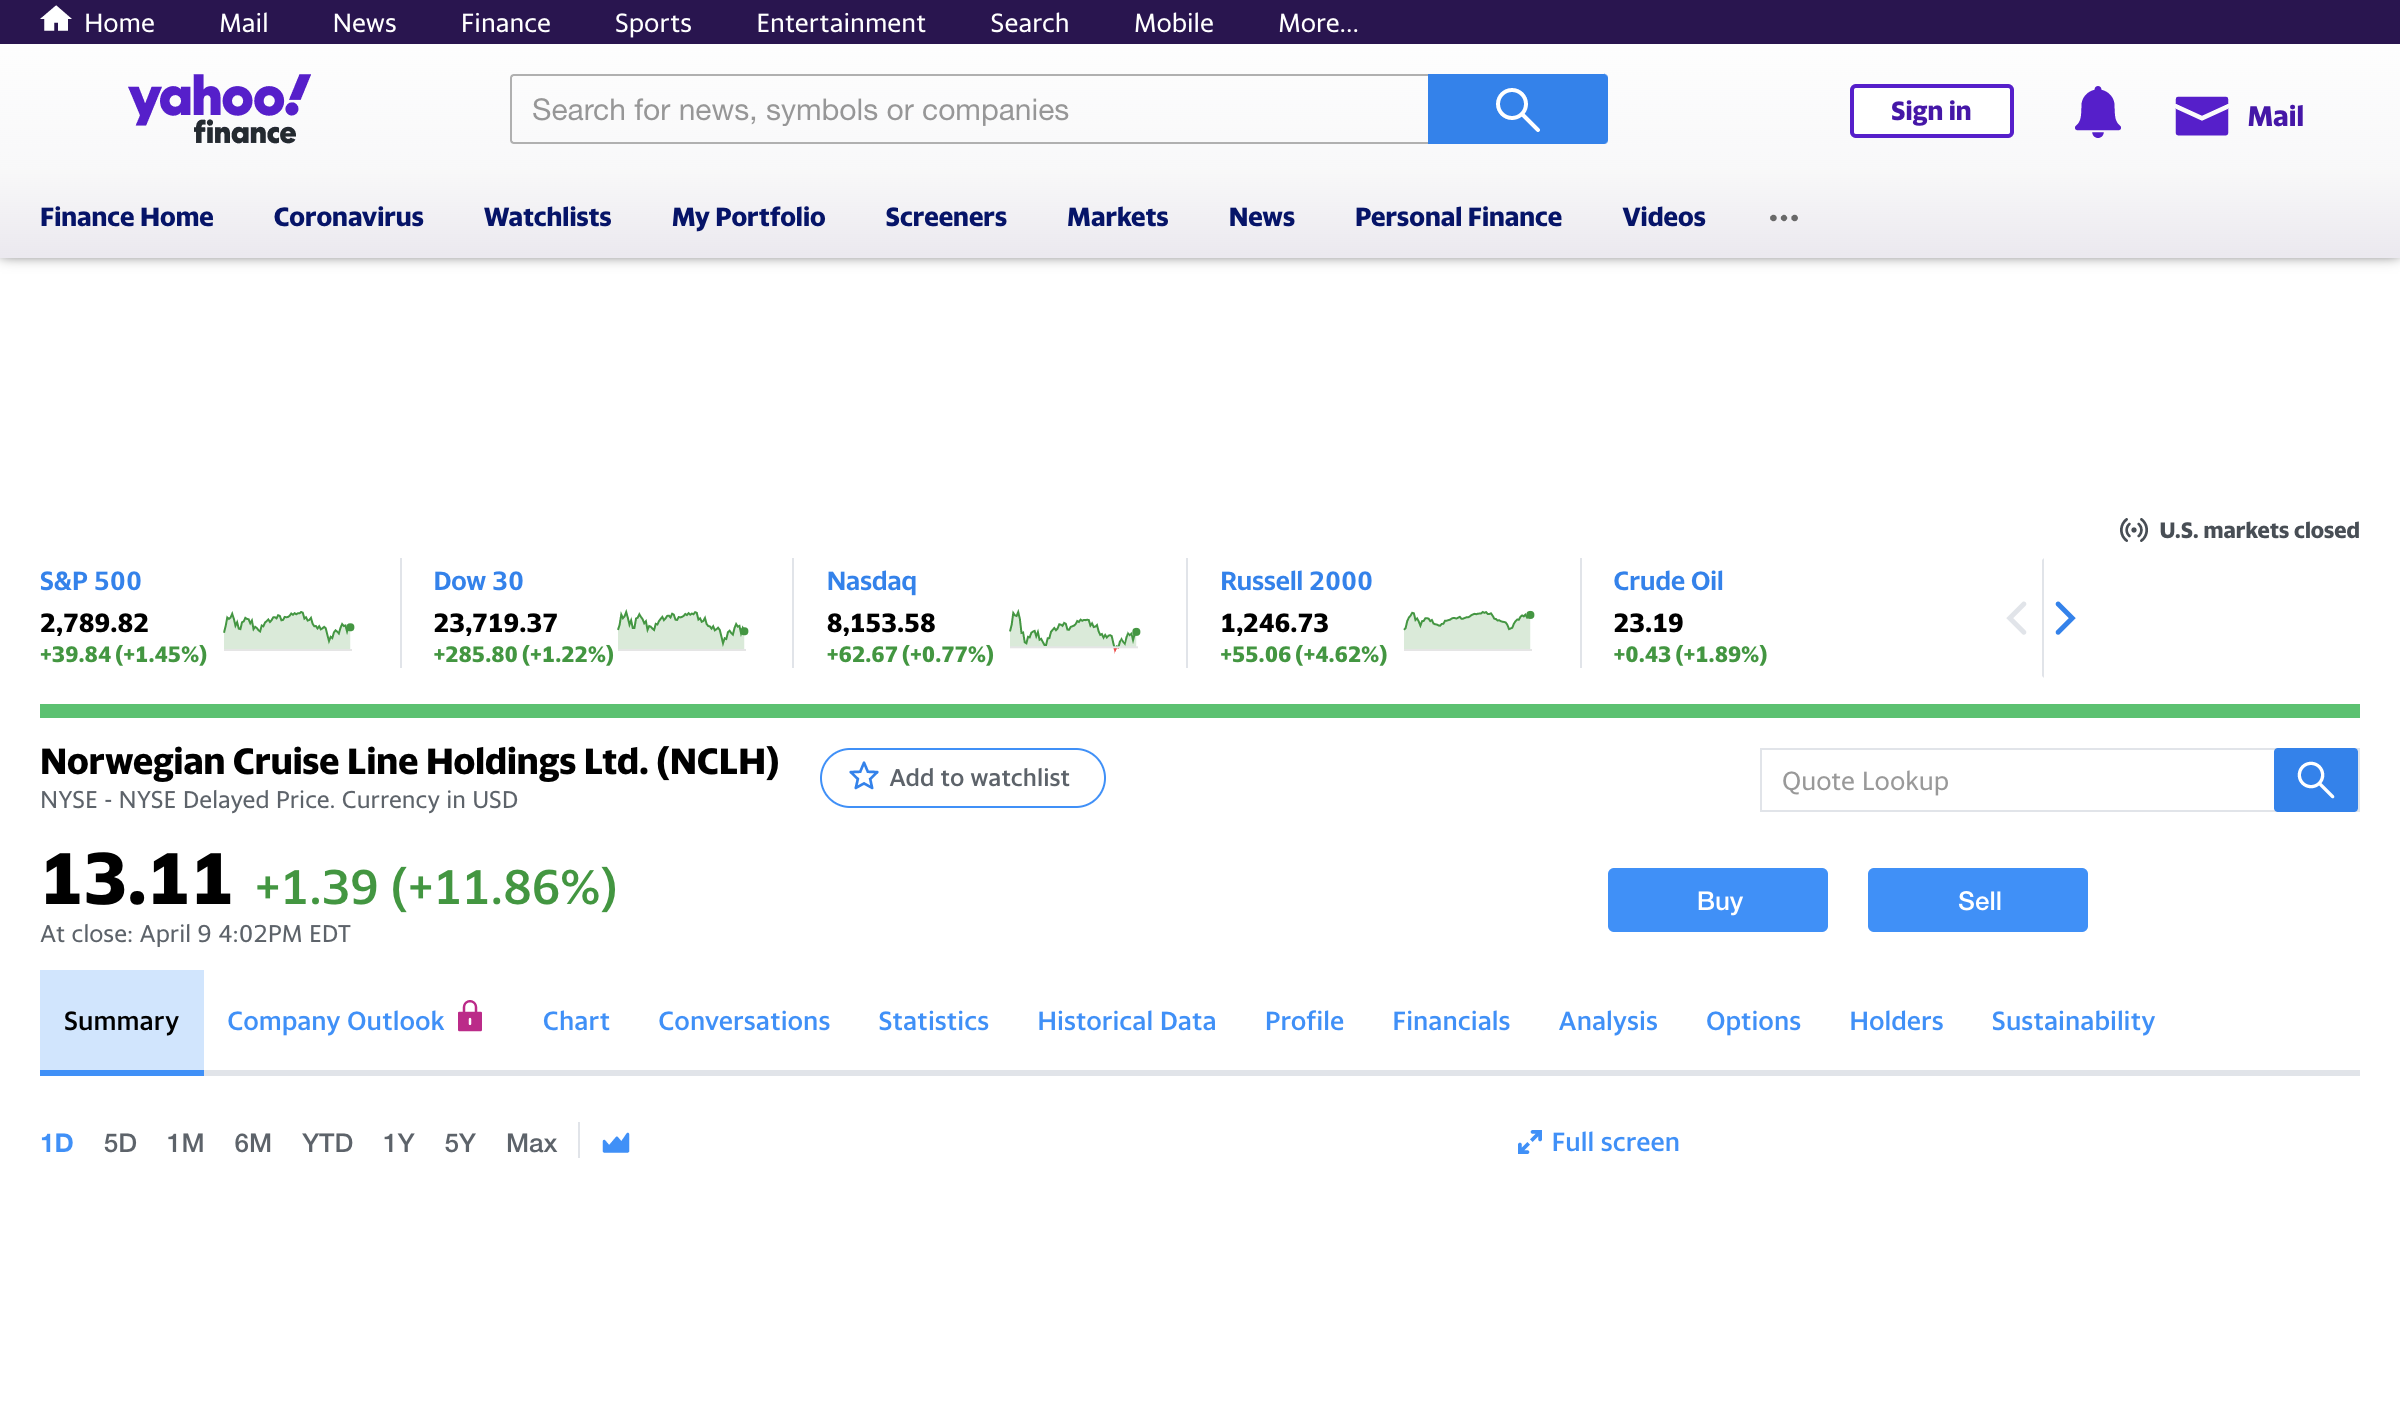 Home Mail News Finance Sports Entertainment Search Mobile More...
yahoo!
finance
Search for news, symbols or companies
Sign in
Mail
Finance Home Coronavirus Watchlists My Portfolio Screeners Markets News Personal Finance Videos •••
U.S. markets closed
S&P 500
2,789.82
+39.84 (+1.45%)
Dow 30
23,719.37
+285.80 (+1.22%)
Nasdaq
8,153.58
+62.67 (+0.77%)
Russell 2000
1,246.73
+55.06 (+4.62%)
Crude Oil
23.19
+0.43 (+1.89%)
Norwegian Cruise Line Holdings Ltd. (NCLH)
NYSE - NYSE Delayed Price. Currency in USD
Add to watchlist
Quote Lookup
13.11 +1.39 (+11.86%)
At close: April 9 4:02PM EDT
Buy
Sell
Summary Company Outlook Chart Conversations Statistics Historical Data Profile Financials Analysis Options Holders Sustainability
1D 5D 1M 6M YTD 1Y 5Y Max
Full screen